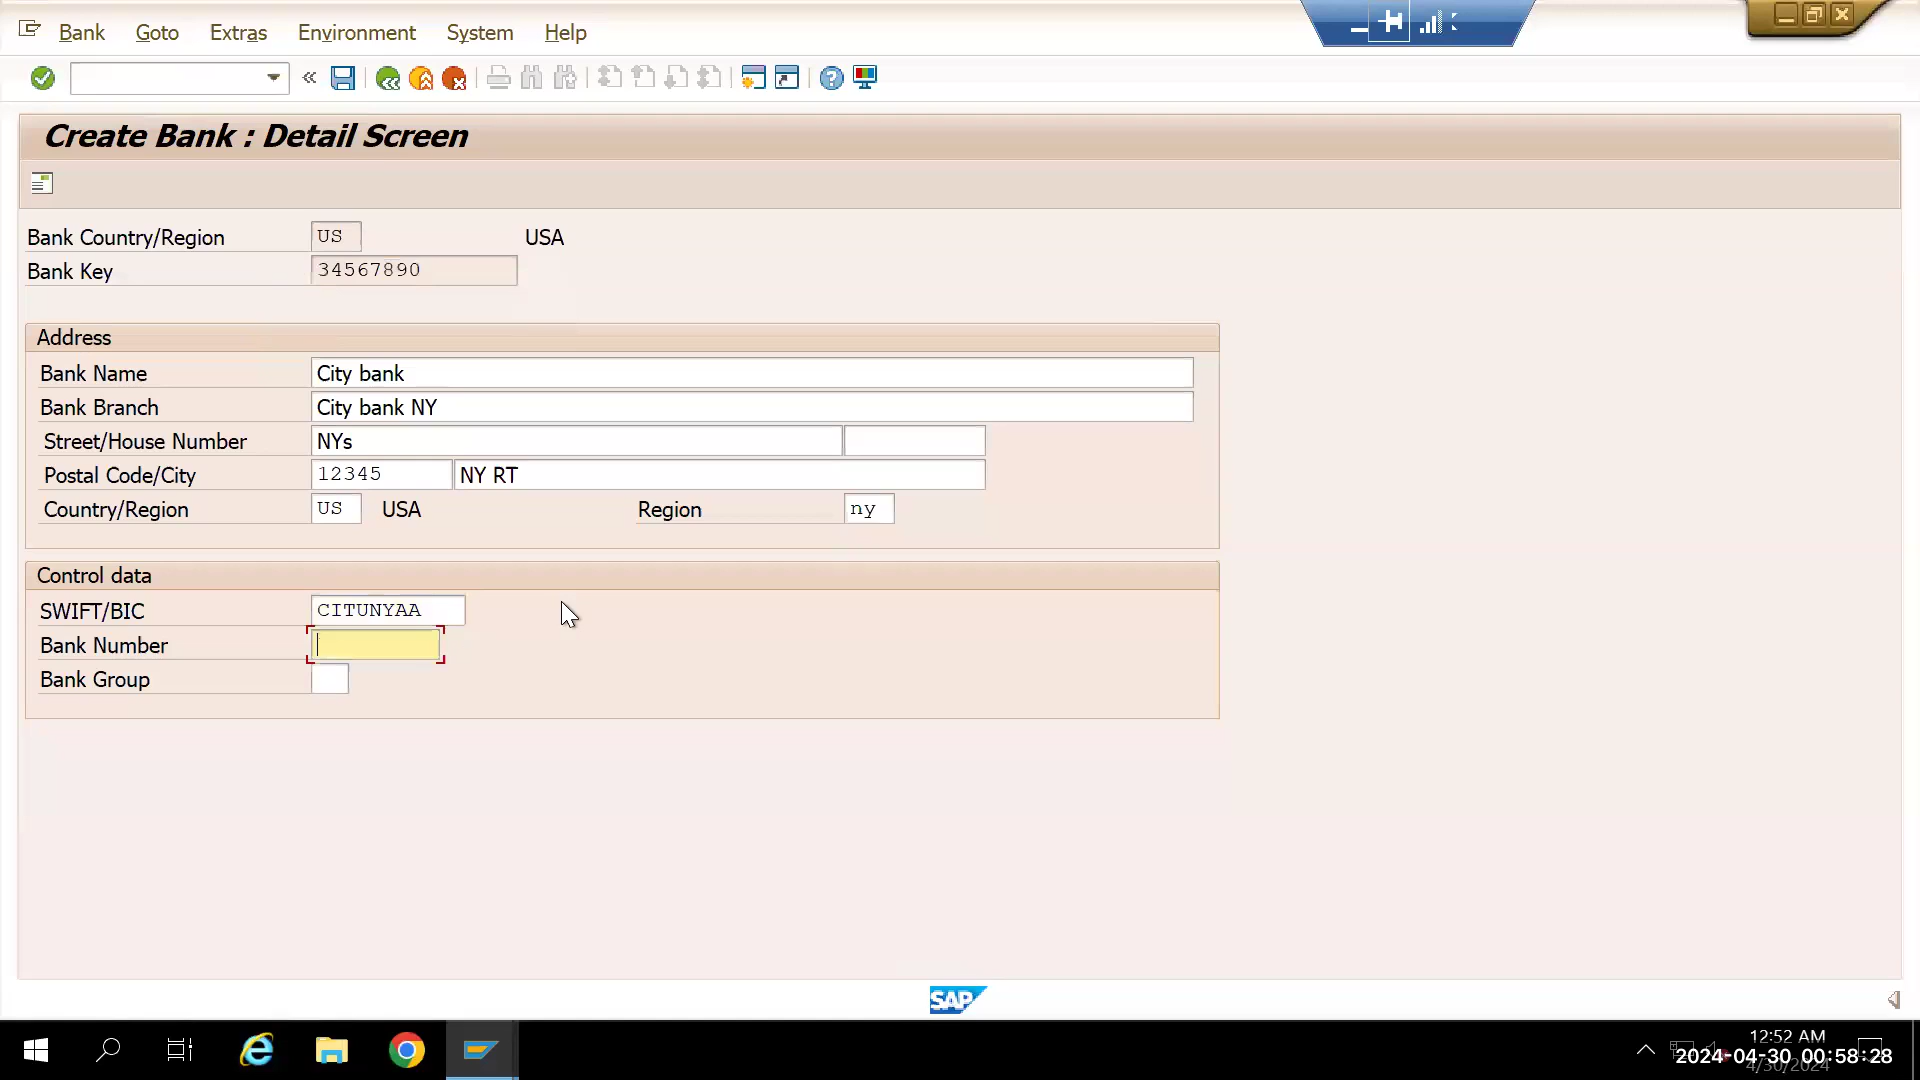 Bank Goto Extras Environment System Help
Create Bank : Detail Screen
Bank Country/Region US USA
Bank Key 34567890
Address
Bank Name City bank
Bank Branch City bank NY
Street/House Number NYs
Postal Code/City 12345 NY RT
Country/Region US USA Region ny
Control data
SWIFT/BIC CITUNYAA
Bank Number
Bank Group
SAP
12:52 AM
2024-04-30 00:58:28
4/30/2024